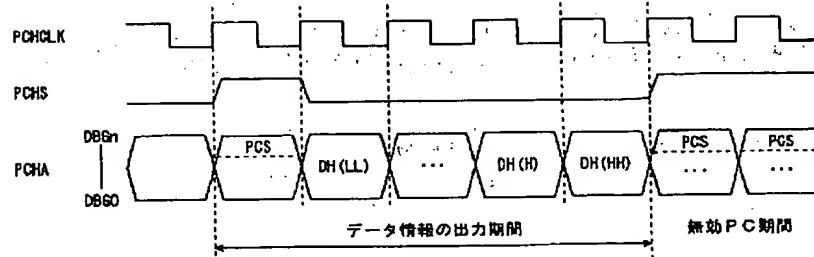 PCHCLK
PCHS
DBGn
PCHA
DBG0
PCS
DH(LL)
...
DH(H)
DH(HH)
PCS
...
PCS
...
データ情報の出力期間
無効PC期間